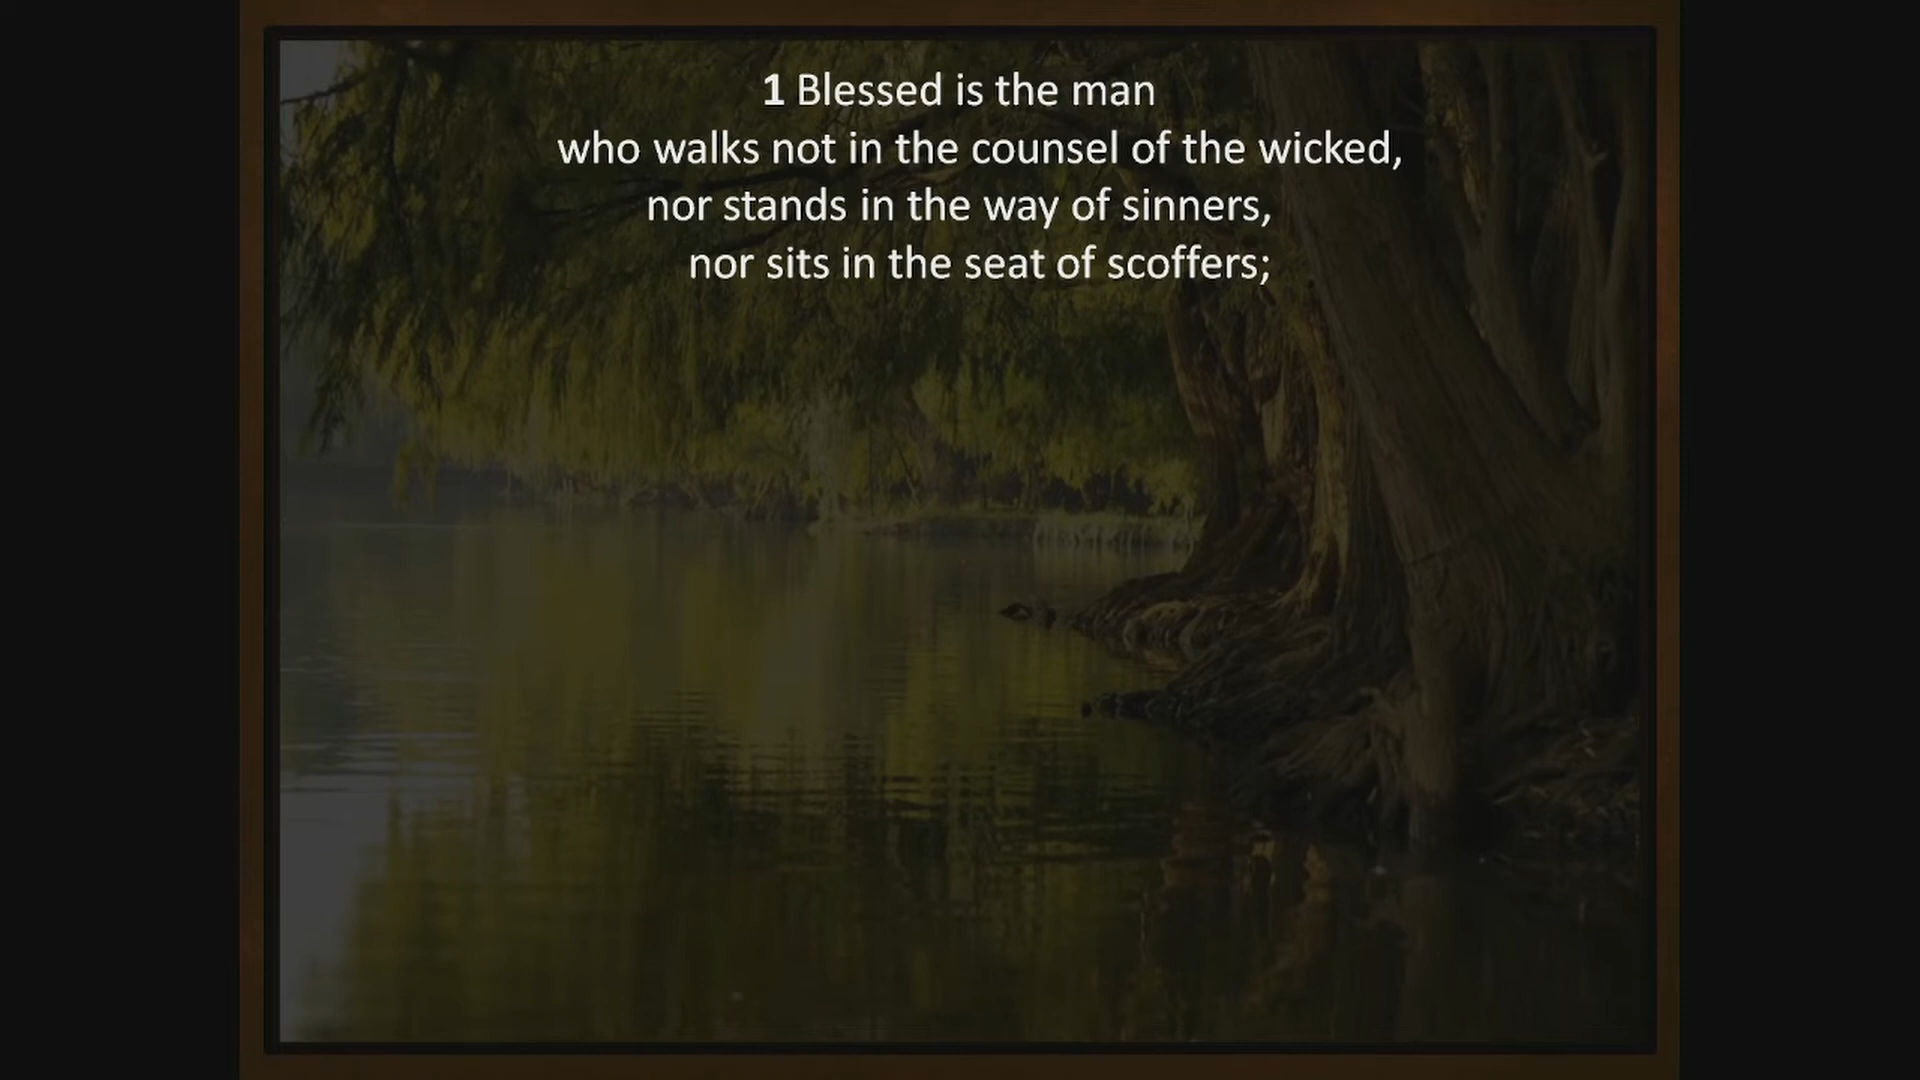 1 Blessed is the man
who walks not in the counsel of the wicked,
nor stands in the way of sinners,
nor sits in the seat of scoffers;